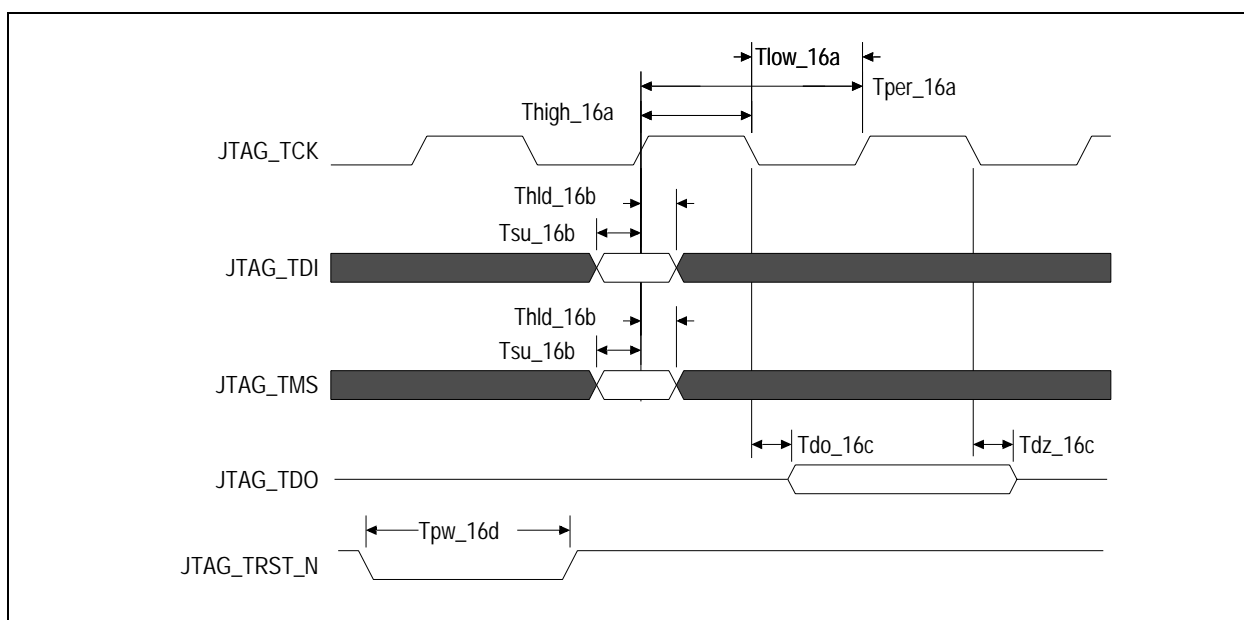 Tlow_16a
Tper_16a
Thigh_16a
JTAG_TCK
Thld_16b
Tsu_16b
JTAG_TDI
Thld_16b
Tsu_16b
JTAG_TMS
Tdo_16c
Tdz_16c
JTAG_TDO
Tpw_16d
JTAG_TRST_N